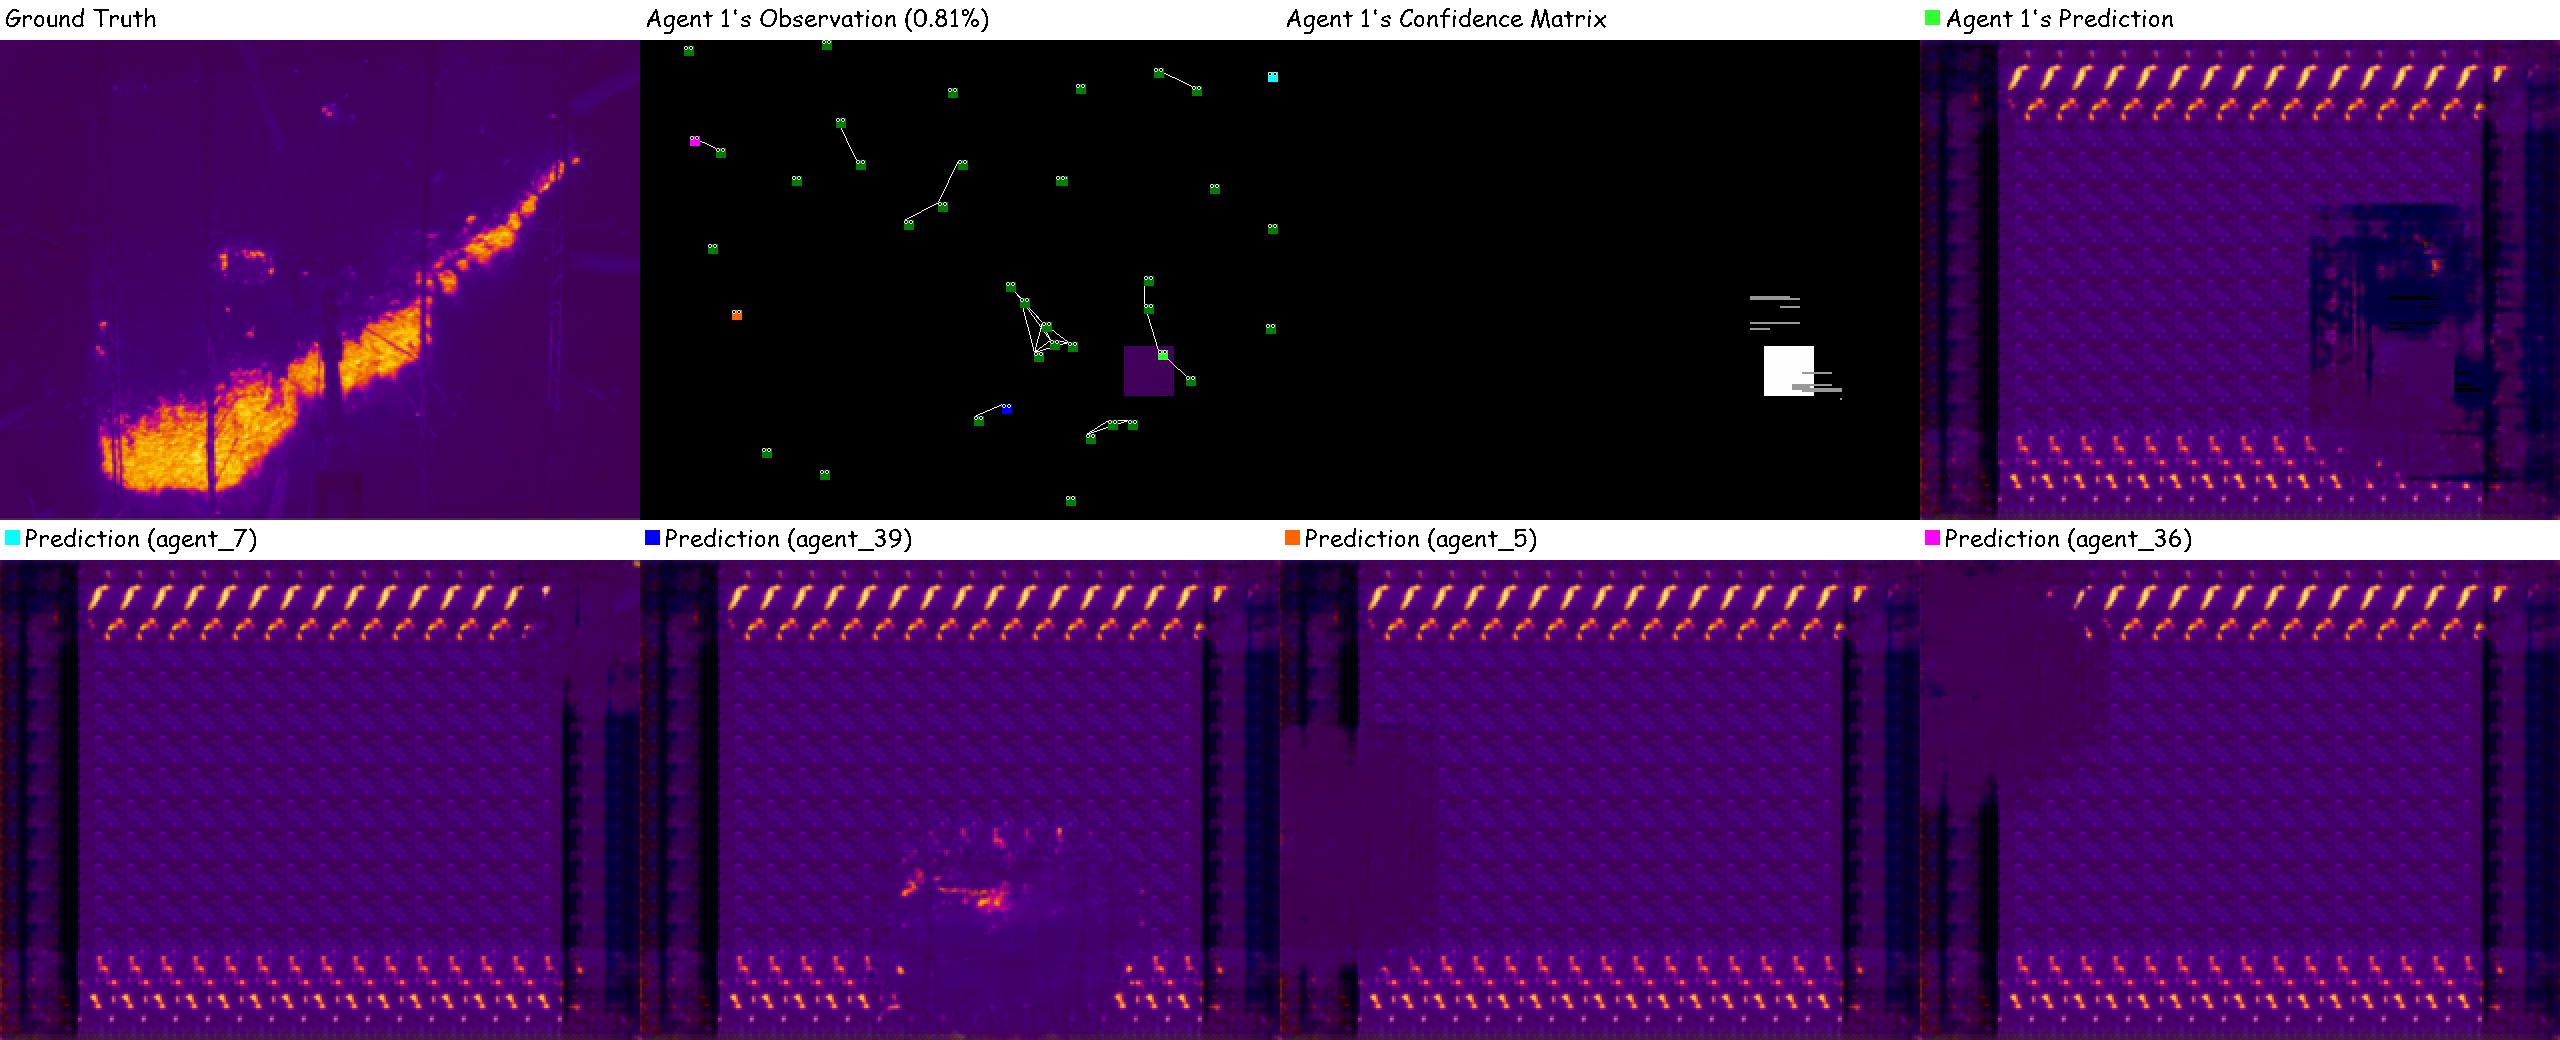 Ground Truth
Agent 1's Observation (0.81%)
Agent 1's Confidence Matrix
Agent 1's Prediction
Prediction (agent_7)
Prediction (agent_39)
Prediction (agent_5)
Prediction (agent_36)